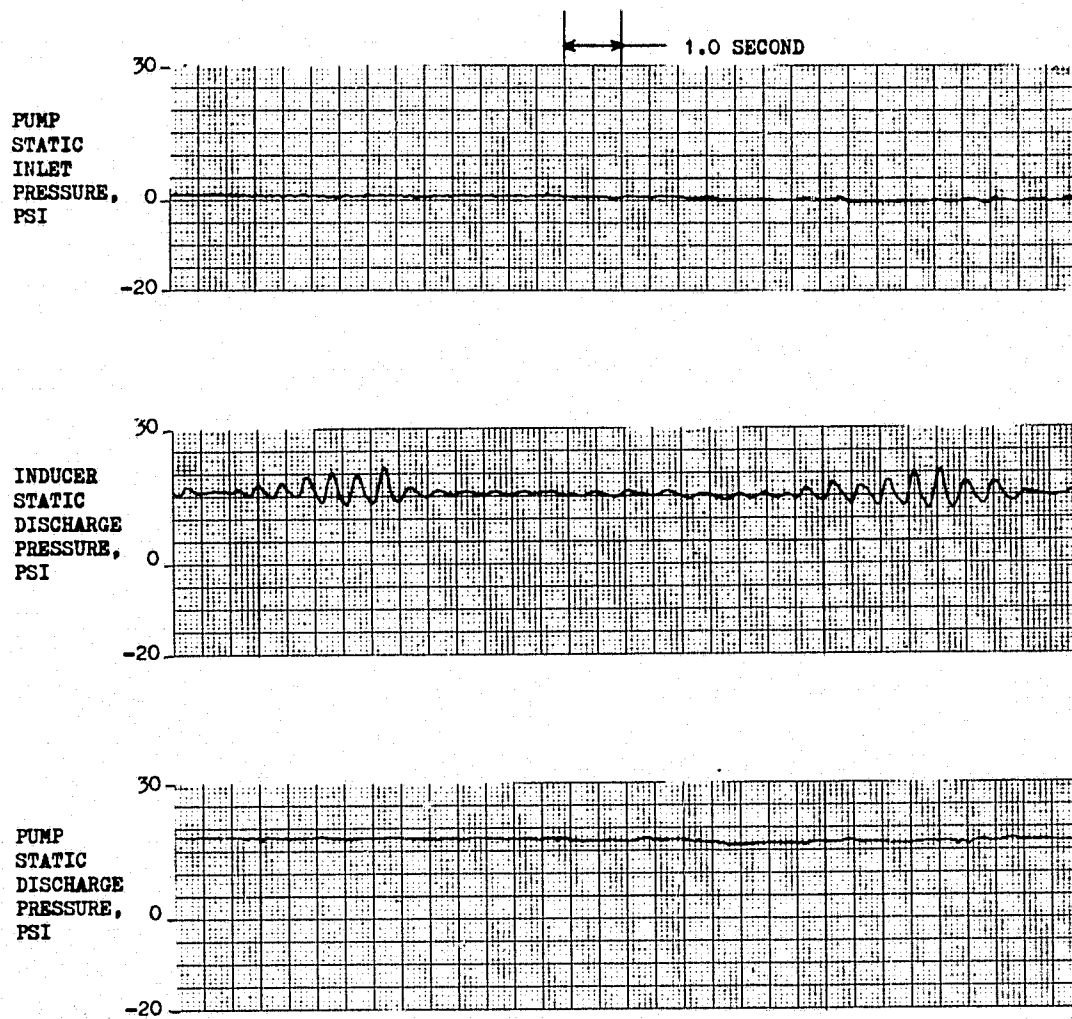 1.0 SECOND
30
PUMP
STATIC
INLET
PRESSURE,
PSI
0
-20
30
INDUCER
STATIC
DISCHARGE
PRESSURE,
PSI
0
-20
30
PUMP
STATIC
DISCHARGE
PRESSURE,
PSI
0
-20